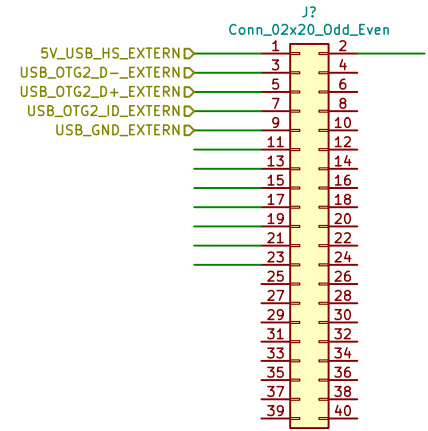 J?
Conn_02x20_Odd_Even
5V_USB_HS_EXTERN 1 2
USB_OTG2_D-_EXTERN 3 4
USB_OTG2_D+_EXTERN 5 6
USB_OTG2_ID_EXTERN 7 8
USB_GND_EXTERN 9 10
11 12
13 14
15 16
17 18
19 20
21 22
23 24
25 26
27 28
29 30
31 32
33 34
35 36
37 38
39 40